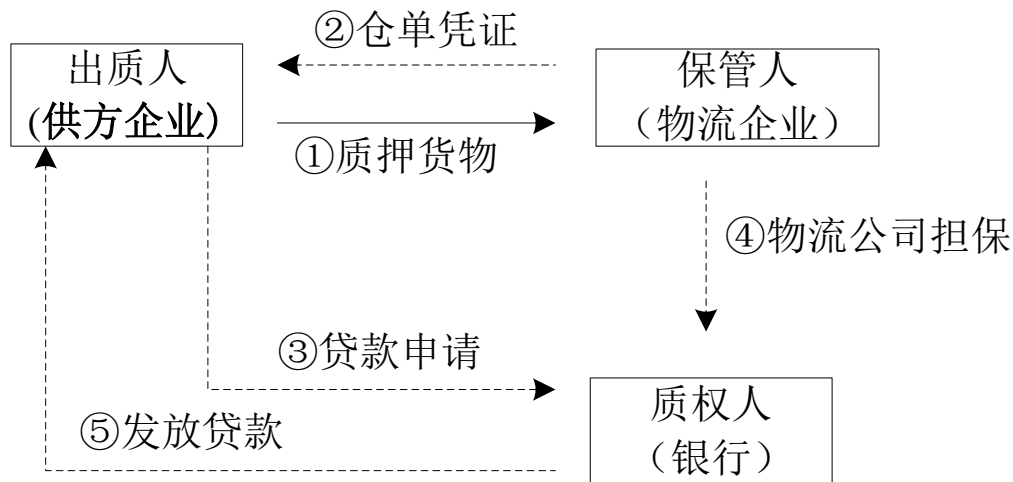 ②仓单凭证
出质人
(供方企业)
保管人
（物流企业）
①质押货物
④物流公司担保
③贷款申请
质权人
（银行）
⑤发放贷款